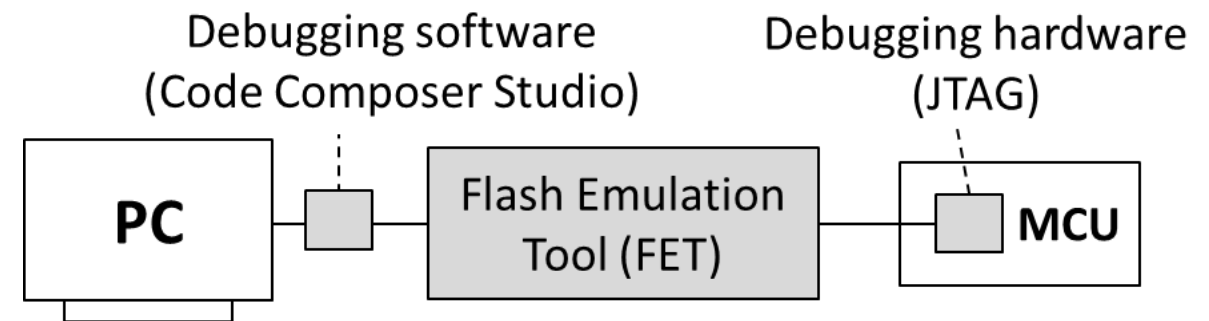 Debugging software
(Code Composer Studio)
Debugging hardware
(JTAG)
PC
Flash Emulation
Tool (FET)
MCU